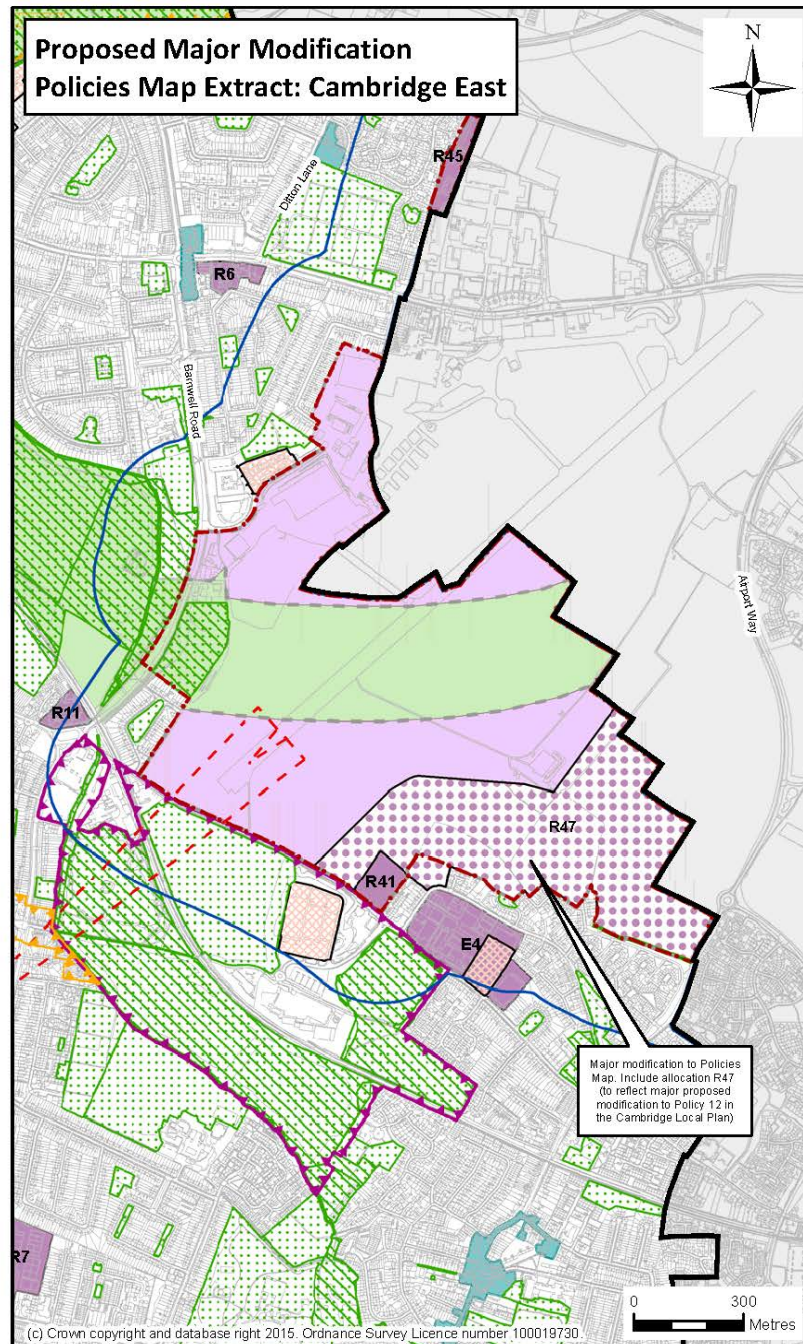 Proposed Major Modification
Policies Map Extract: Cambridge East
N
R45
Ditton Lane
R6
Barnwell Road
Airport Way
R11
R47
R41
E4
Major modification to Policies
Map. Include allocation R47
(to reflect major proposed
modification to Policy 12 in
the Cambridge Local Plan)
R7
0 300
Metres
(c) Crown copyright and database right 2015. Ordnance Survey Licence number 100019730.